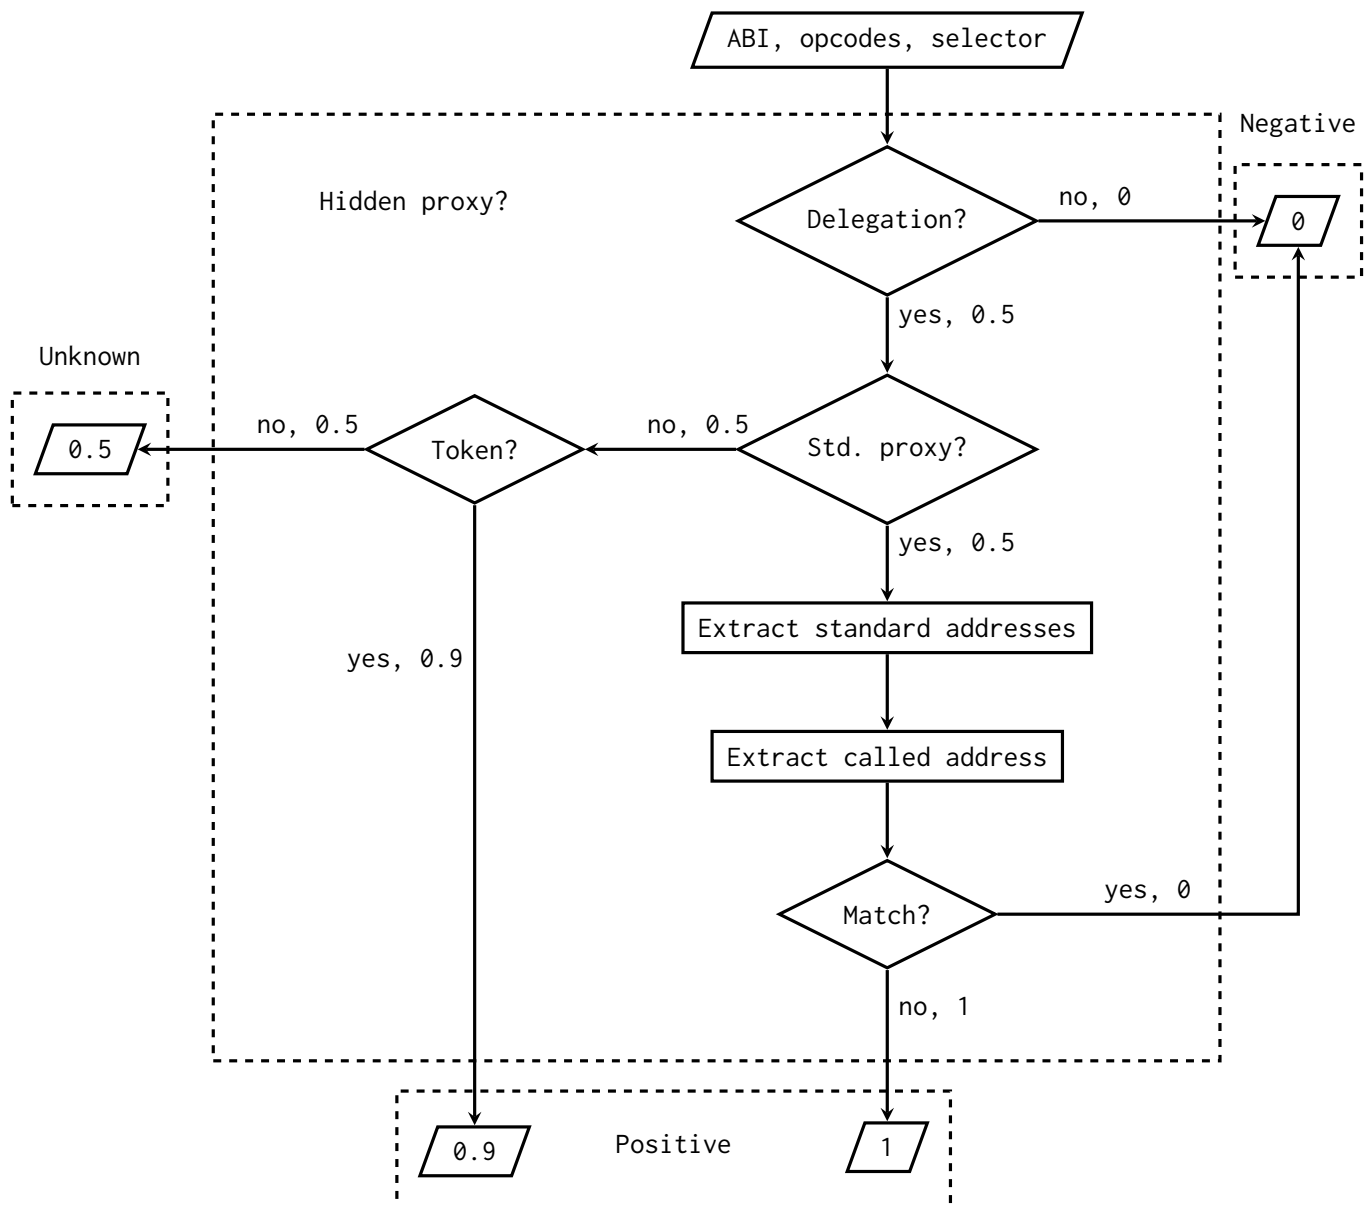 ABI, opcodes, selector
Negative
Hidden proxy?
Delegation?
no, 0
0
yes, 0.5
Unknown
0.5
no, 0.5
Token?
no, 0.5
Std. proxy?
yes, 0.5
Extract standard addresses
yes, 0.9
Extract called address
Match?
yes, 0
no, 1
0.9
Positive
1